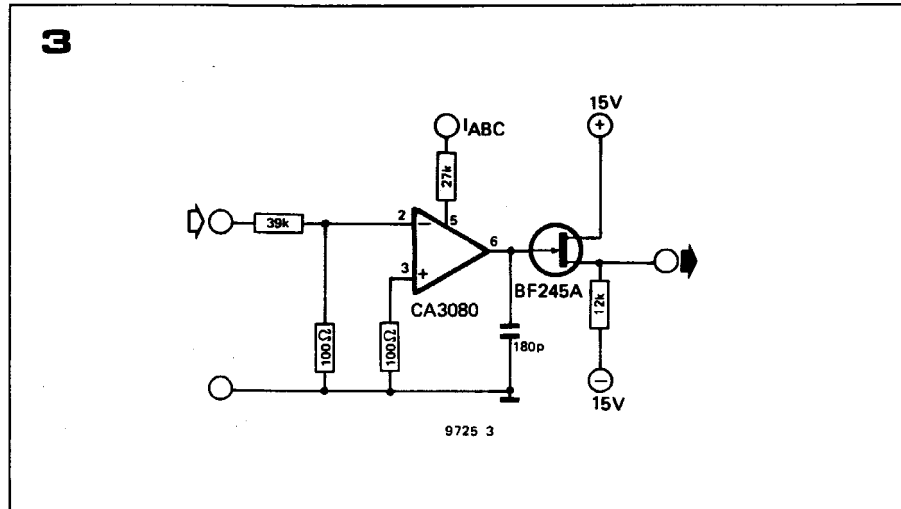 3
15V
+
IABC
27k
39k
2
−
5
6
3
+
CA3080
BF245A
12k
100Ω
100Ω
180p
−
15V
9725 3